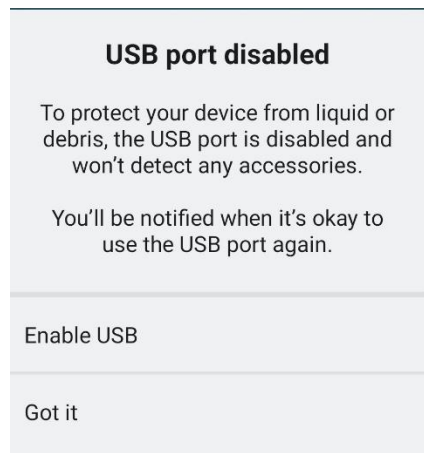 USB port disabled
To protect your device from liquid or
debris, the USB port is disabled and
won’t detect any accessories.
You’ll be notified when it’s okay to
use the USB port again.
Enable USB
Got it